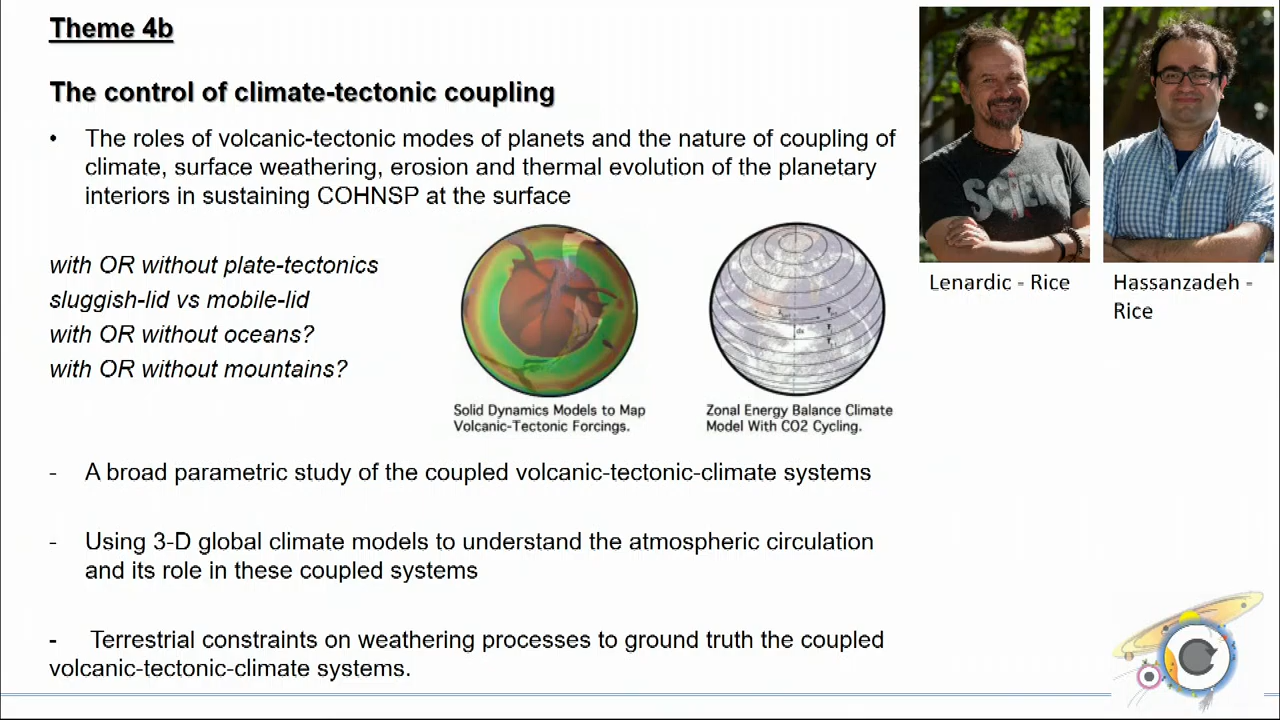 Theme 4b
The control of climate-tectonic coupling
• The roles of volcanic-tectonic modes of planets and the nature of coupling of
climate, surface weathering, erosion and thermal evolution of the planetary
interiors in sustaining COHNSP at the surface
with OR without plate-tectonics
sluggish-lid vs mobile-lid
with OR without oceans?
with OR without mountains?
Solid Dynamics Models to Map
Volcanic-Tectonic Forcings.
Zonal Energy Balance Climate
Model With CO2 Cycling.
- A broad parametric study of the coupled volcanic-tectonic-climate systems
- Using 3-D global climate models to understand the atmospheric circulation
and its role in these coupled systems
- Terrestrial constraints on weathering processes to ground truth the coupled
volcanic-tectonic-climate systems.
SCIENC
Lenardic - Rice
Hassanzadeh -
Rice